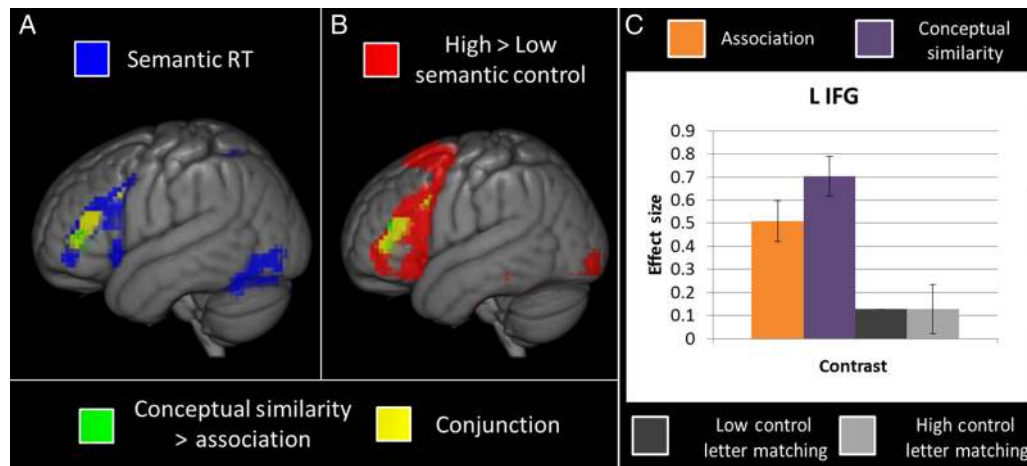 A
Semantic RT
B
High > Low
semantic control
Conceptual similarity
> association
Conjunction
C
Association
Conceptual
similarity
L IFG
0.9
0.8
0.7
0.6
0.5
0.4
0.3
0.2
0.1
0
Effect size
Contrast
Low control
letter matching
High control
letter matching